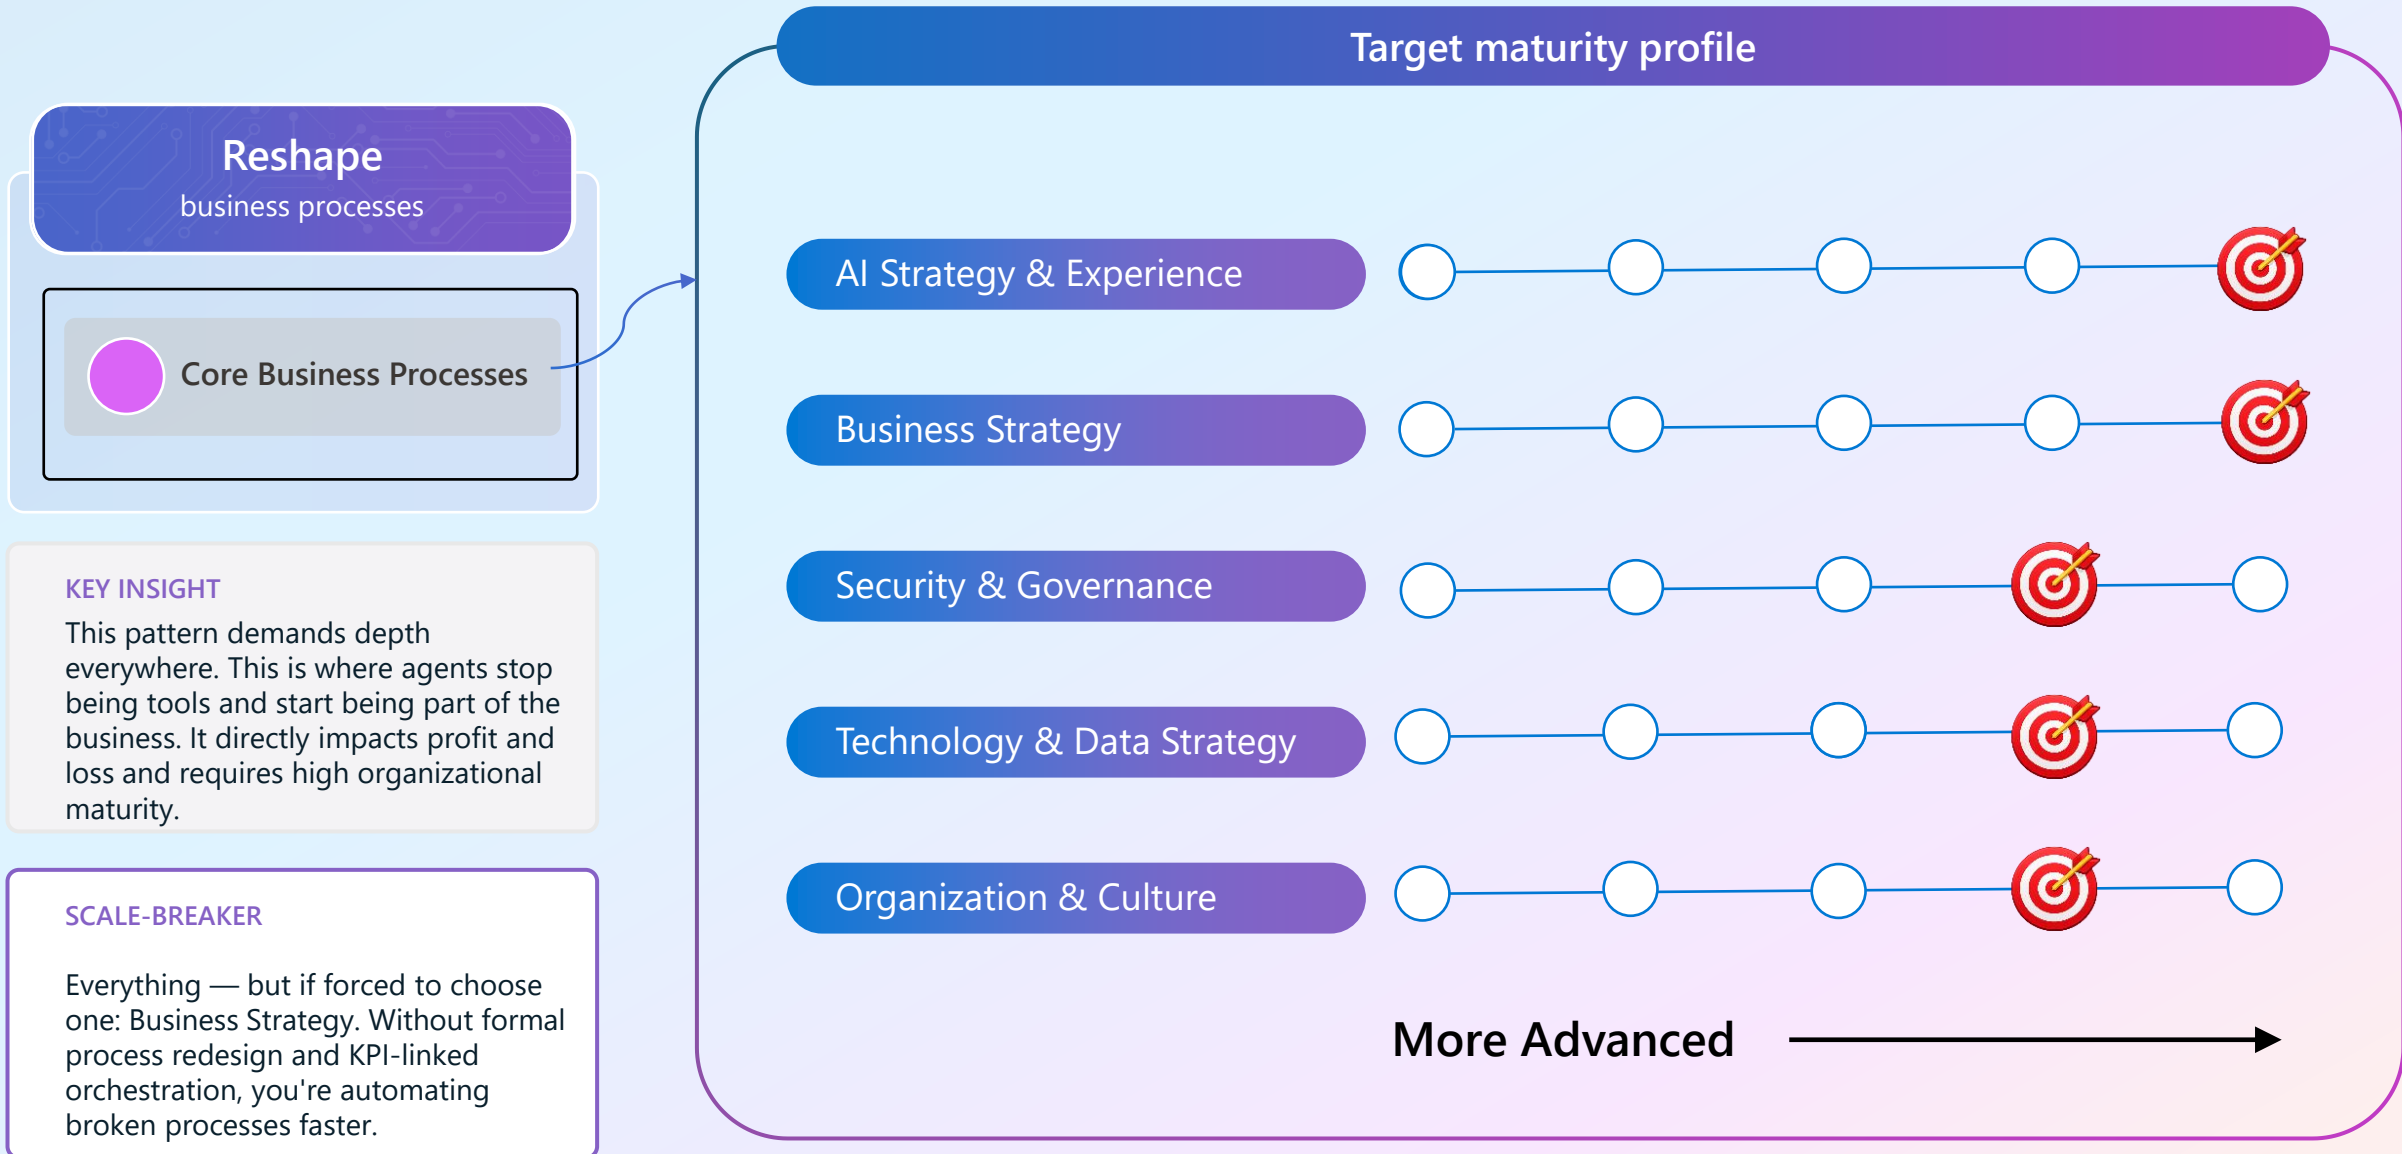 Target maturity profile
Reshape
business processes
Core Business Processes
KEY INSIGHT
This pattern demands depth
everywhere. This is where agents stop
being tools and start being part of the
business. It directly impacts profit and
loss and requires high organizational
maturity.
SCALE-BREAKER
Everything — but if forced to choose
one: Business Strategy. Without formal
process redesign and KPI-linked
orchestration, you're automating
broken processes faster.
AI Strategy & Experience
Business Strategy
Security & Governance
Technology & Data Strategy
Organization & Culture
More Advanced